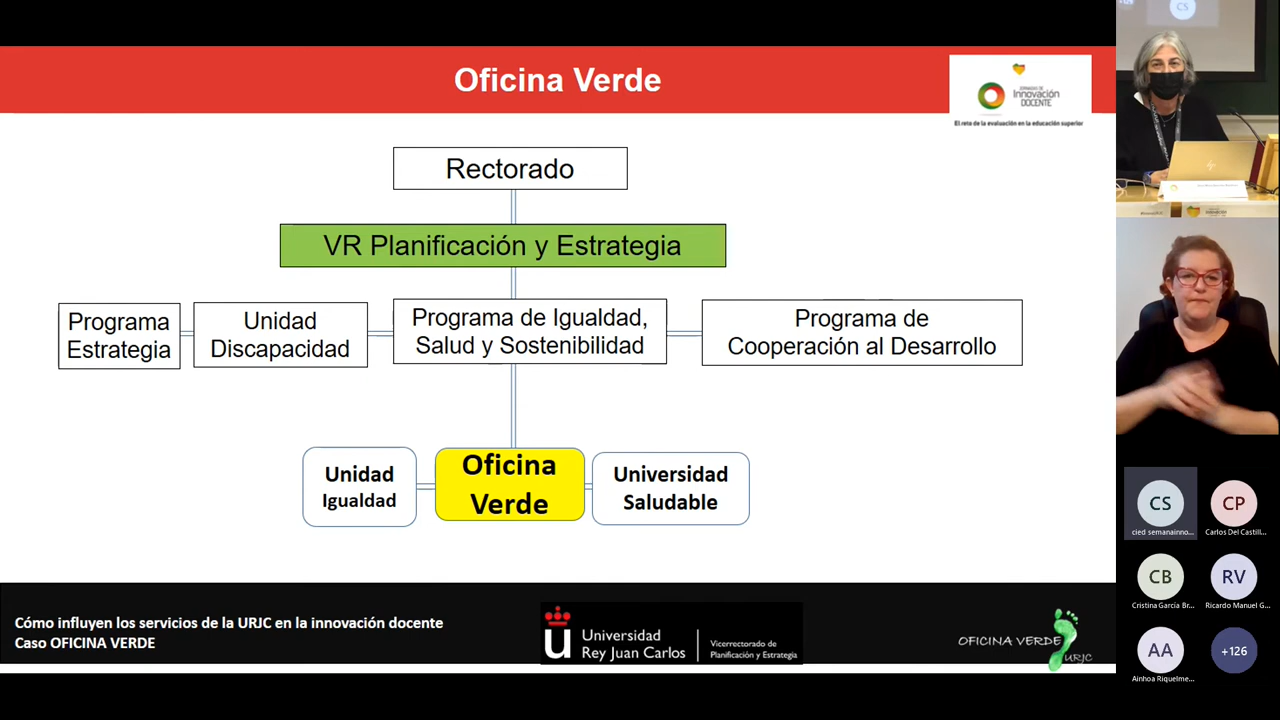 Oficina Verde
JORNADAS DE
Innovación
DOCENTE
El reto de la evaluación en la educación superior
Rectorado
VR Planificación y Estrategia
Programa
Estrategia
Unidad
Discapacidad
Programa de Igualdad,
Salud y Sostenibilidad
Programa de
Cooperación al Desarrollo
Unidad
Igualdad
Oficina
Verde
Universidad
Saludable
Cómo influyen los servicios de la URJC en la innovación docente
Caso OFICINA VERDE
u
Universidad
Rey Juan Carlos
Vicerrectorado de
Planificación y Estrategia
OFICINA VERDE
URJC
CS
CS
cied semanainno...
CP
Carlos Del Castill...
CB
Cristina García Br...
RV
Ricardo Manuel G...
AA
Ainhoa Riquelme...
+126